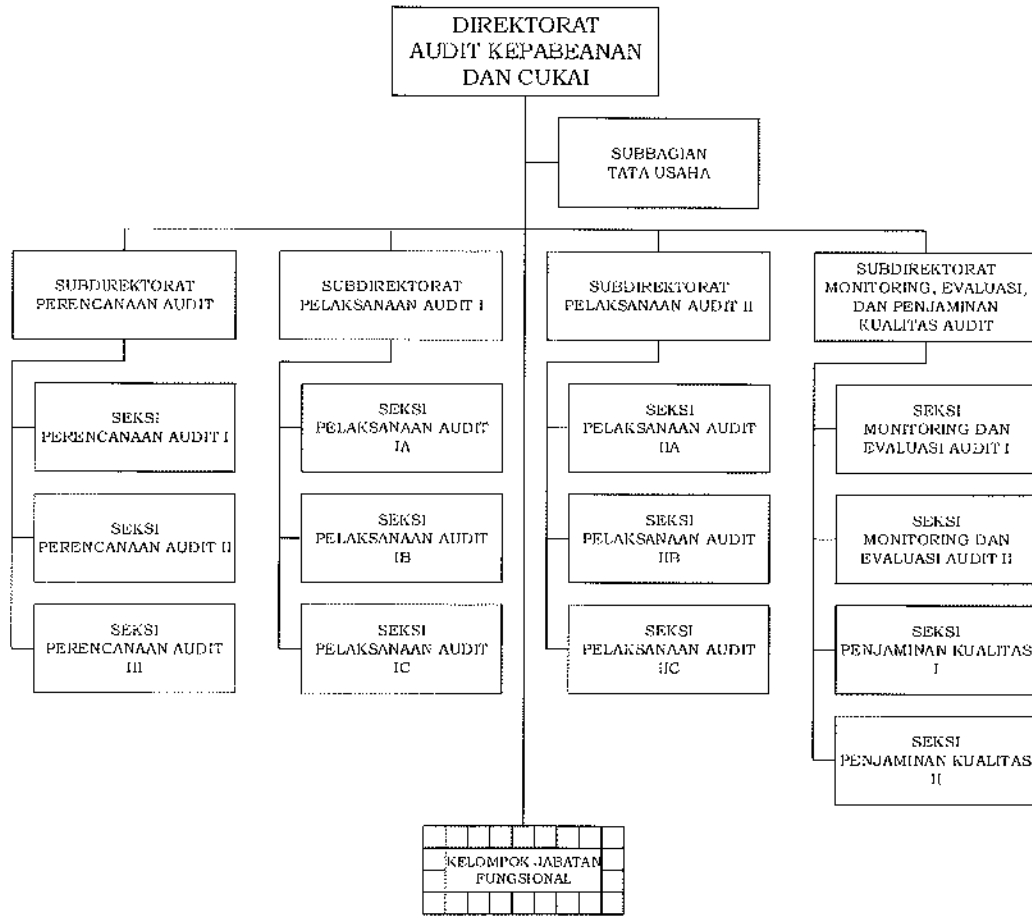 DIREKTORAT
AUDIT KEPABEANAN
DAN CUKAI
SUBBAGIAN
TATA USAHA
SUBDIREKTORAT
PERENCANAAN AUDIT
SUBDIREKTORAT
PELAKSANAAN AUDIT I
SUBDIREKTORAT
PELAKSANAAN AUDIT II
SUBDIREKTORAT
MONITORING, EVALUASI,
DAN PENJAMINAN
KUALITAS AUDIT
SEKSI
PERENCANAAN AUDIT I
SEKSI
PERENCANAAN AUDIT II
SEKSI
PERENCANAAN AUDIT
III
SEKSI
PELAKSANAAN AUDIT
IA
SEKSI
PELAKSANAAN AUDIT
IB
SEKSI
PELAKSANAAN AUDIT
IC
SEKSI
PELAKSANAAN AUDIT
IIA
SEKSI
PELAKSANAAN AUDIT
IIB
SEKSI
PELAKSANAAN AUDIT
IIC
SEKSI
MONITORING DAN
EVALUASI AUDIT I
SEKSI
MONITORING DAN
EVALUASI AUDIT II
SEKSI
PENJAMINAN KUALITAS
I
SEKSI
PENJAMINAN KUALITAS
II
KELOMPOK JABATAN
FUNGSIONAL